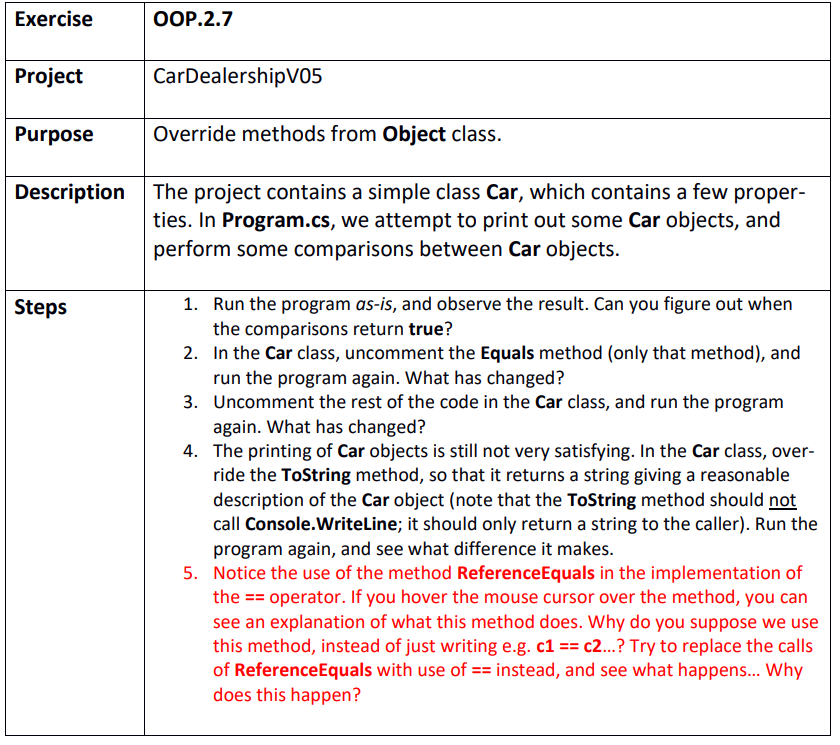 Exercise
OOP.2.7
Project
CarDealershipV05
Purpose
Override methods from Object class.
Description
The project contains a simple class Car, which contains a few proper-
ties. In Program.cs, we attempt to print out some Car objects, and
perform some comparisons between Car objects.
Steps
1. Run the program as-is, and observe the result. Can you figure out when
the comparisons return true?
2. In the Car class, uncomment the Equals method (only that method), and
run the program again. What has changed?
3. Uncomment the rest of the code in the Car class, and run the program
again. What has changed?
4. The printing of Car objects is still not very satisfying. In the Car class, over-
ride the ToString method, so that it returns a string giving a reasonable
description of the Car object (note that the ToString method should not
call Console.WriteLine; it should only return a string to the caller). Run the
program again, and see what difference it makes.
5. Notice the use of the method ReferenceEquals in the implementation of
the == operator. If you hover the mouse cursor over the method, you can
see an explanation of what this method does. Why do you suppose we use
this method, instead of just writing e.g. c1 == c2…? Try to replace the calls
of ReferenceEquals with use of == instead, and see what happens… Why
does this happen?